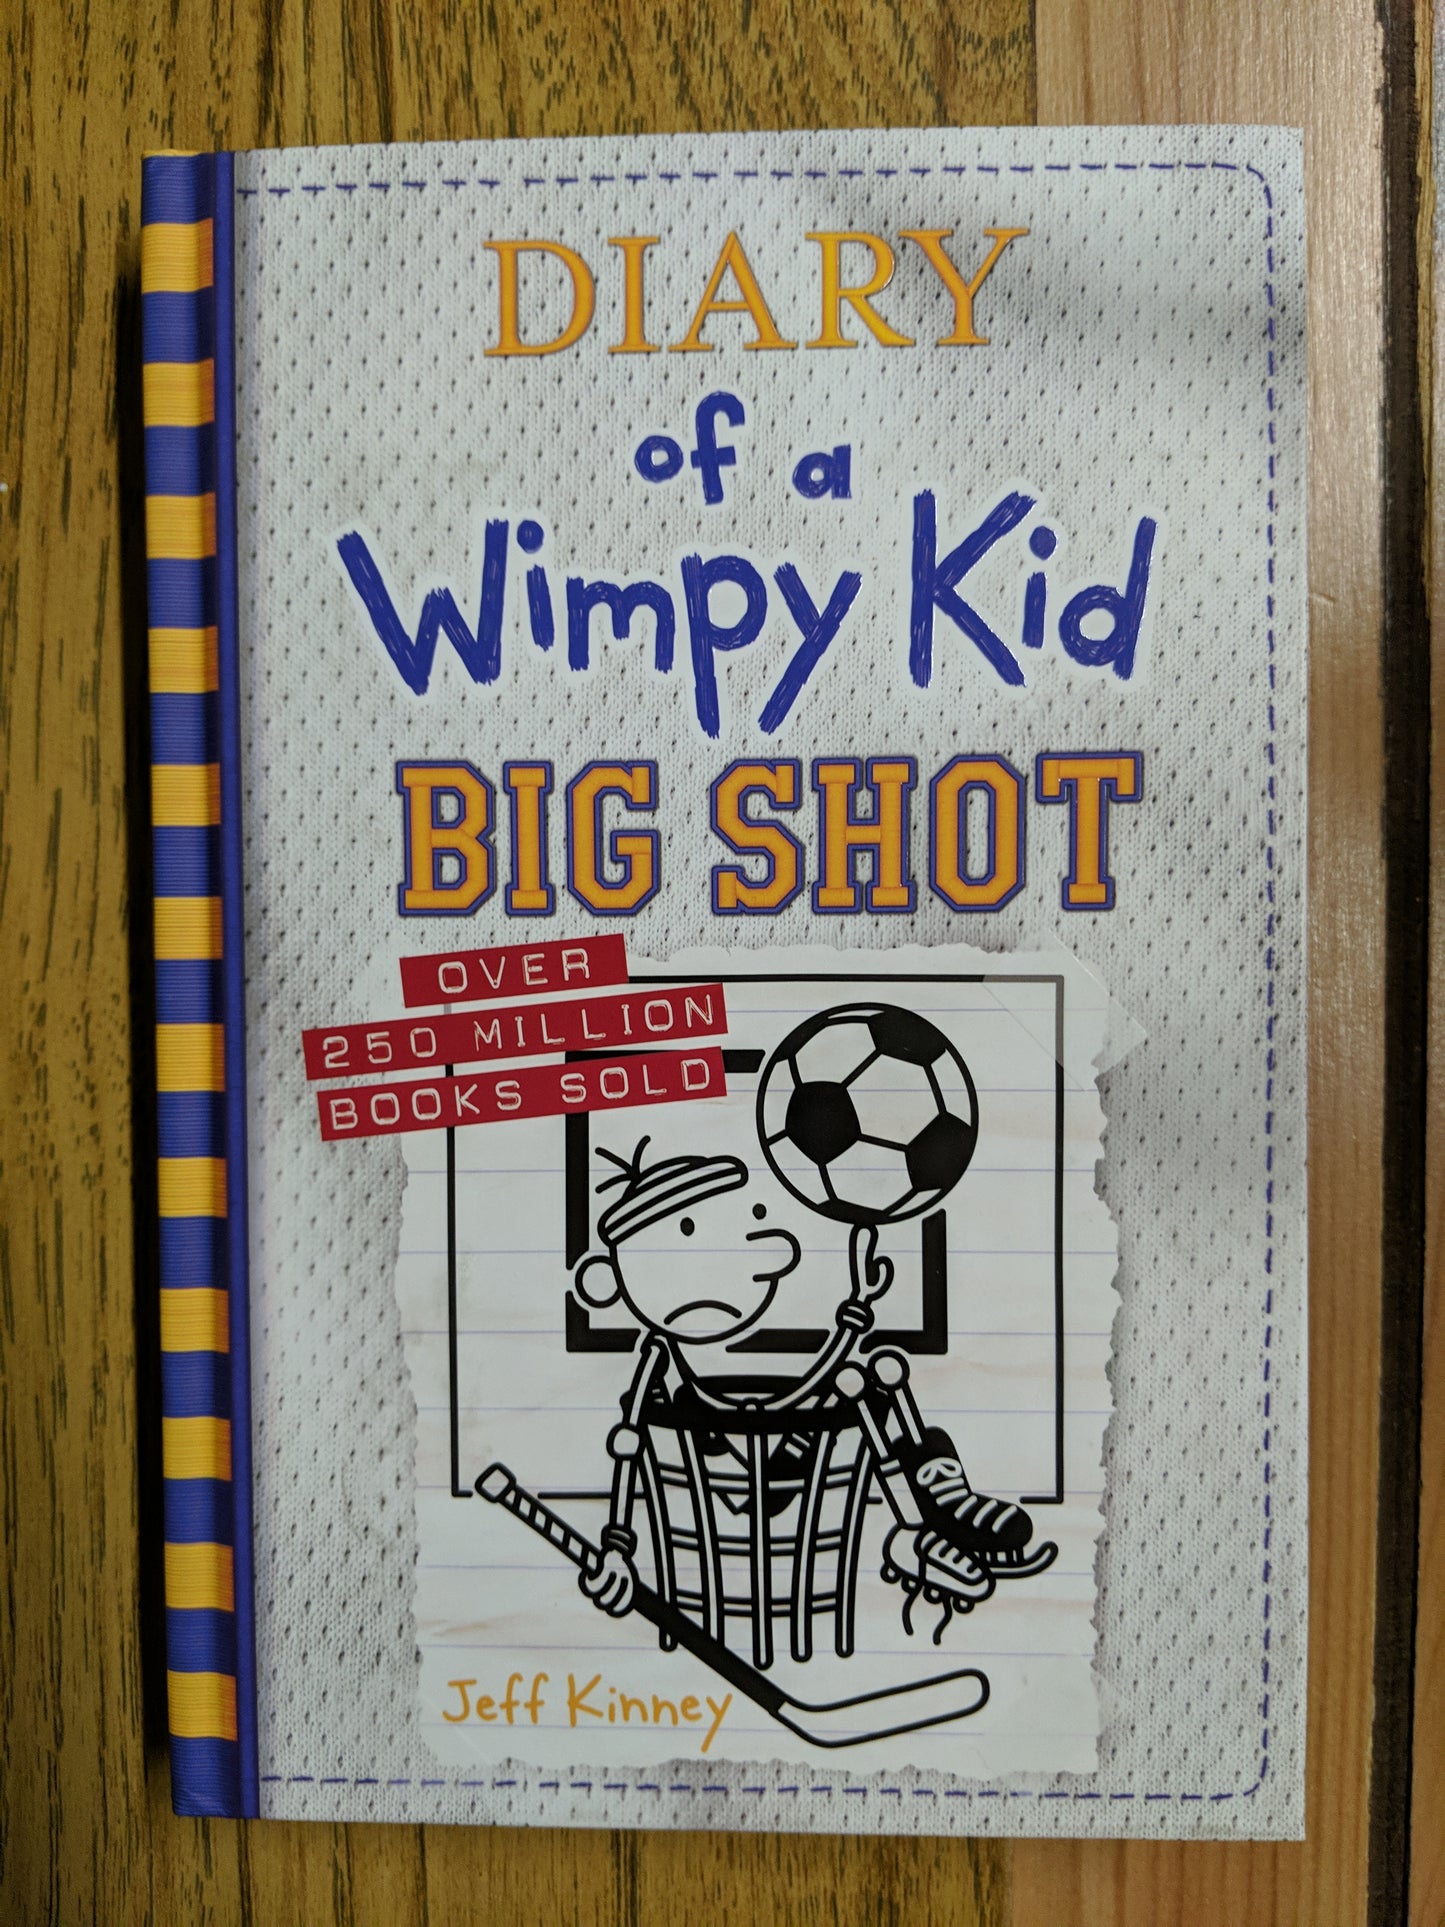 DIARY
of a
Wimpy Kid
BIG SHOT
OVER
250 MILLION
BOOKS SOLD
Jeff Kinney